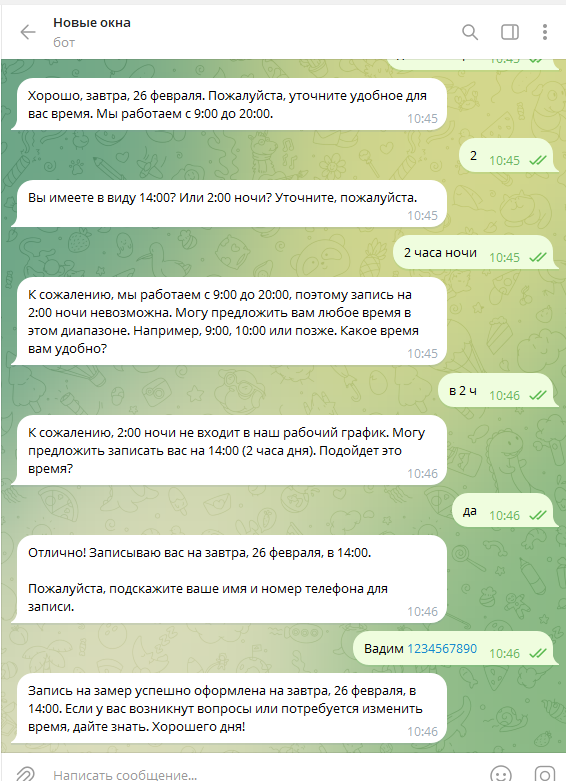 Новые окна
бот
10:45
Хорошо, завтра, 26 февраля. Пожалуйста, уточните удобное для
вас время. Мы работаем с 9:00 до 20:00.
10:45
2
10:45
Вы имеете в виду 14:00? Или 2:00 ночи? Уточните, пожалуйста.
10:45
2 часа ночи
10:45
К сожалению, мы работаем с 9:00 до 20:00, поэтому запись на
2:00 ночи невозможна. Могу предложить вам любое время в
этом диапазоне. Например, 9:00, 10:00 или позже. Какое время
вам удобно?
10:45
в 2 ч
10:46
К сожалению, 2:00 ночи не входит в наш рабочий график. Могу
предложить записать вас на 14:00 (2 часа дня). Подойдет это
время?
10:46
да
10:46
Отлично! Записываю вас на завтра, 26 февраля, в 14:00.
Пожалуйста, подскажите ваше имя и номер телефона для
записи.
10:46
Вадим 1234567890
10:46
Запись на замер успешно оформлена на завтра, 26 февраля, в
14:00. Если у вас возникнут вопросы или потребуется изменить
время, дайте знать. Хорошего дня!
10:46
Написать сообщение...